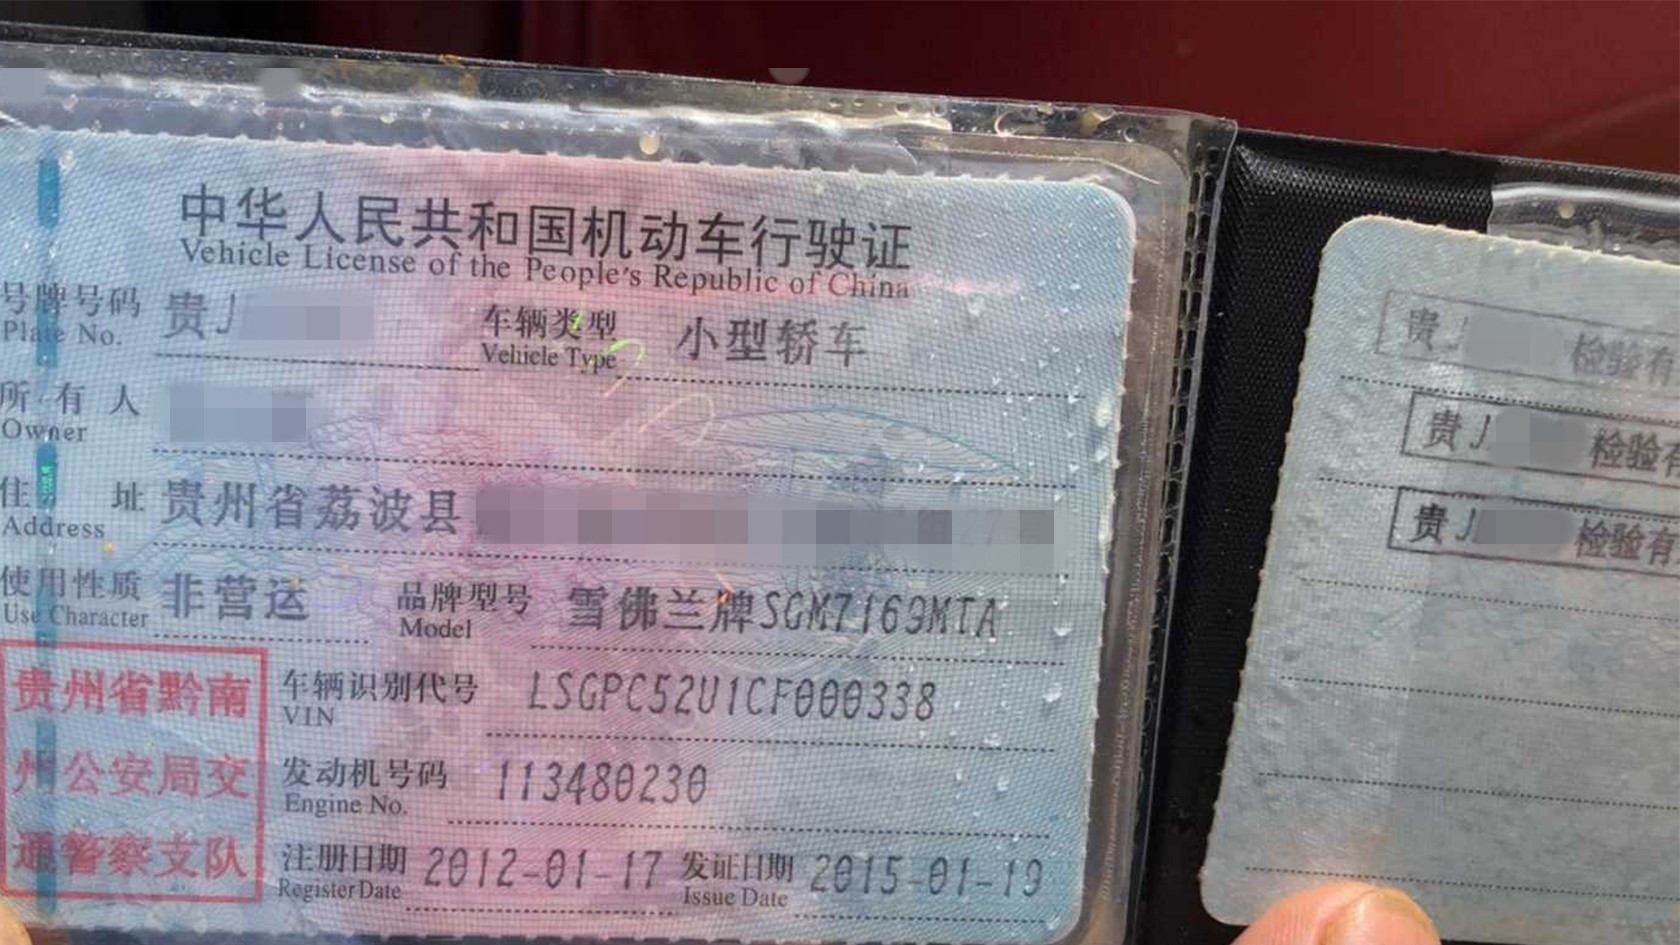 中华人民共和国机动车行驶证
Vehicle License of the People's Republic of China
号牌号码 贵J 车辆类型 小型轿车
Plate No. Vehicle Type
所有人
Owner
住址 贵州省荔波县
Address
使用性质 非营运 品牌型号 雪佛兰牌SGM7169MTA
Use Character Model
贵州省黔南
州公安局交
通警察支队
车辆识别代号 LSGPC52U1CF000338
VIN
发动机号码 113480230
Engine No.
注册日期 2012-01-17 发证日期 2015-01-19
Register Date Issue Date
贵J 检验有
贵J 检验有
贵J 检验有